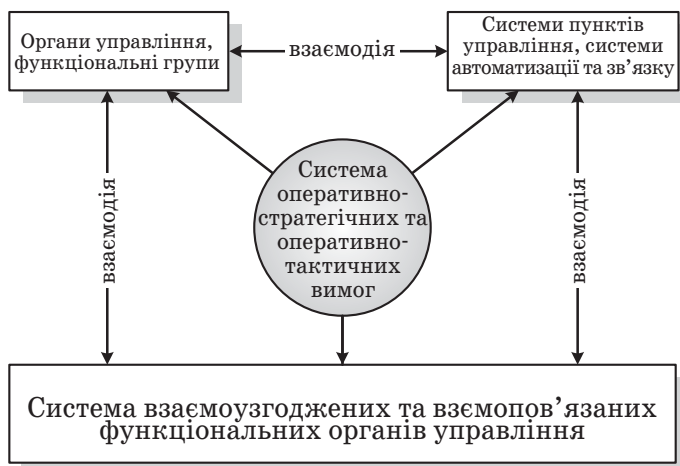 Органи управління,
функціональні групи
взаємодія
Системи пунктів
управління, системи
автоматизації та зв’язку
взаємодія
Система
оперативно-
стратегічних та
оперативно-
тактичних
вимог
взаємодія
Система взаємоузгоджених та вземопов’язаних
функціональних органів управління